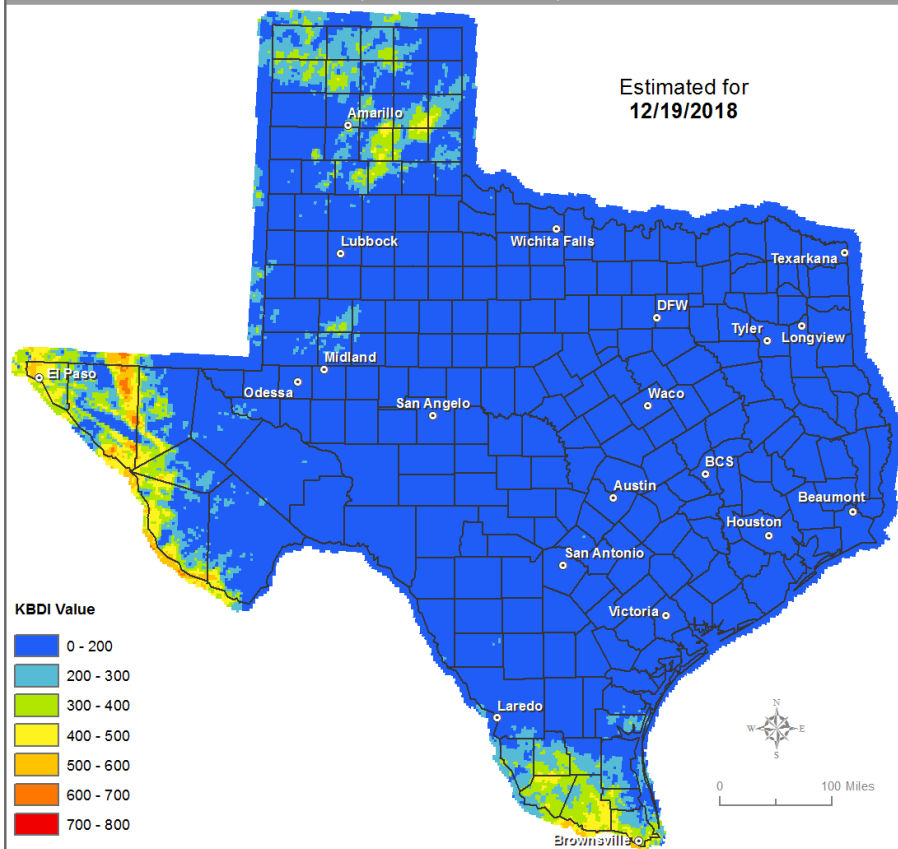 Estimated for
12/19/2018
Amarillo
Lubbock
Wichita Falls
Texarkana
DFW
Tyler
Longview
Midland
El Paso
Odessa
San Angelo
Waco
BCS
Austin
Beaumont
Houston
San Antonio
Victoria
Laredo
Brownsville
KBDI Value
0 - 200
200 - 300
300 - 400
400 - 500
500 - 600
600 - 700
700 - 800
N
W E
S
0 100 Miles